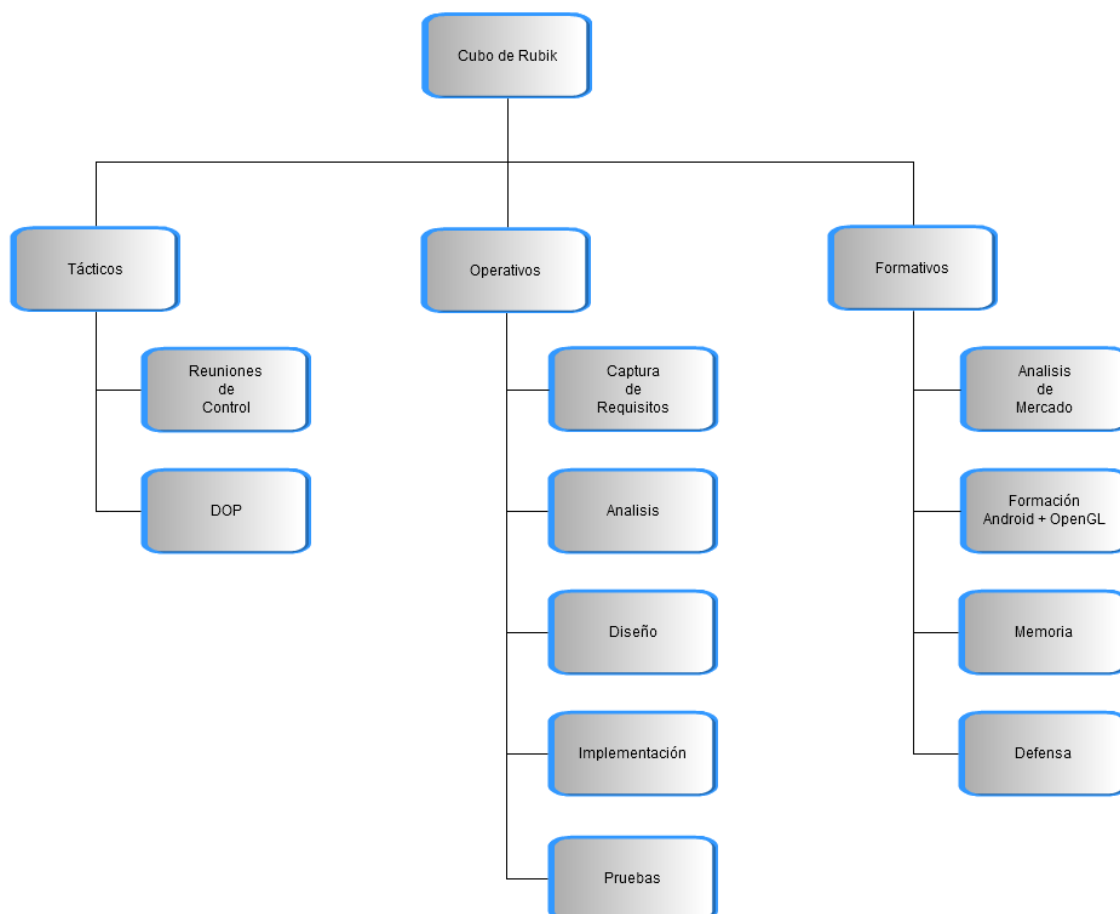 Cubo de Rubik
Tácticos
Operativos
Formativos
Reuniones
de
Control
DOP
Captura
de
Requisitos
Analisis
Diseño
Implementación
Pruebas
Analisis
de
Mercado
Formación
Android + OpenGL
Memoria
Defensa